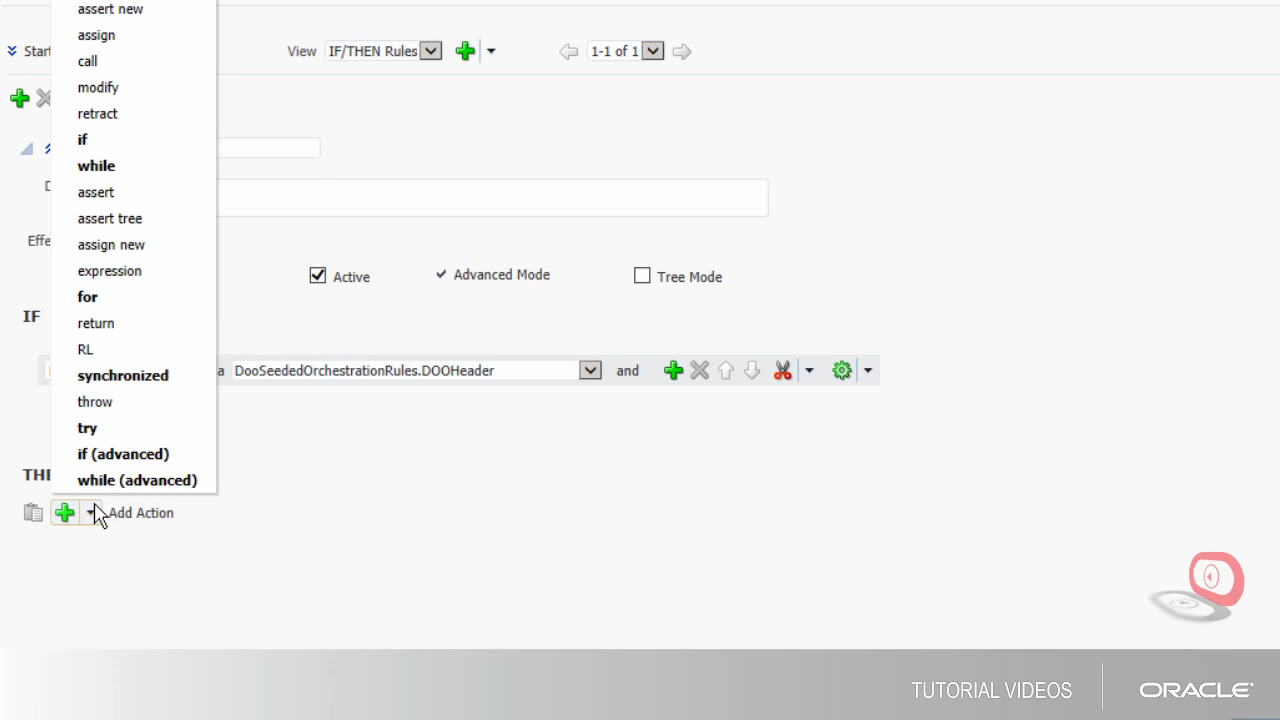 assert new
assign
call
modify
retract
if
while
assert
assert tree
assign new
expression
for
return
RL
synchronized
throw
try
if (advanced)
while (advanced)
Start
View IF/THEN Rules 1-1 of 1
D
Effe
Active Advanced Mode Tree Mode
IF
a DooSeededOrchestrationRules.DOOHeader and
THE
Add Action
TUTORIAL VIDEOS ORACLE®